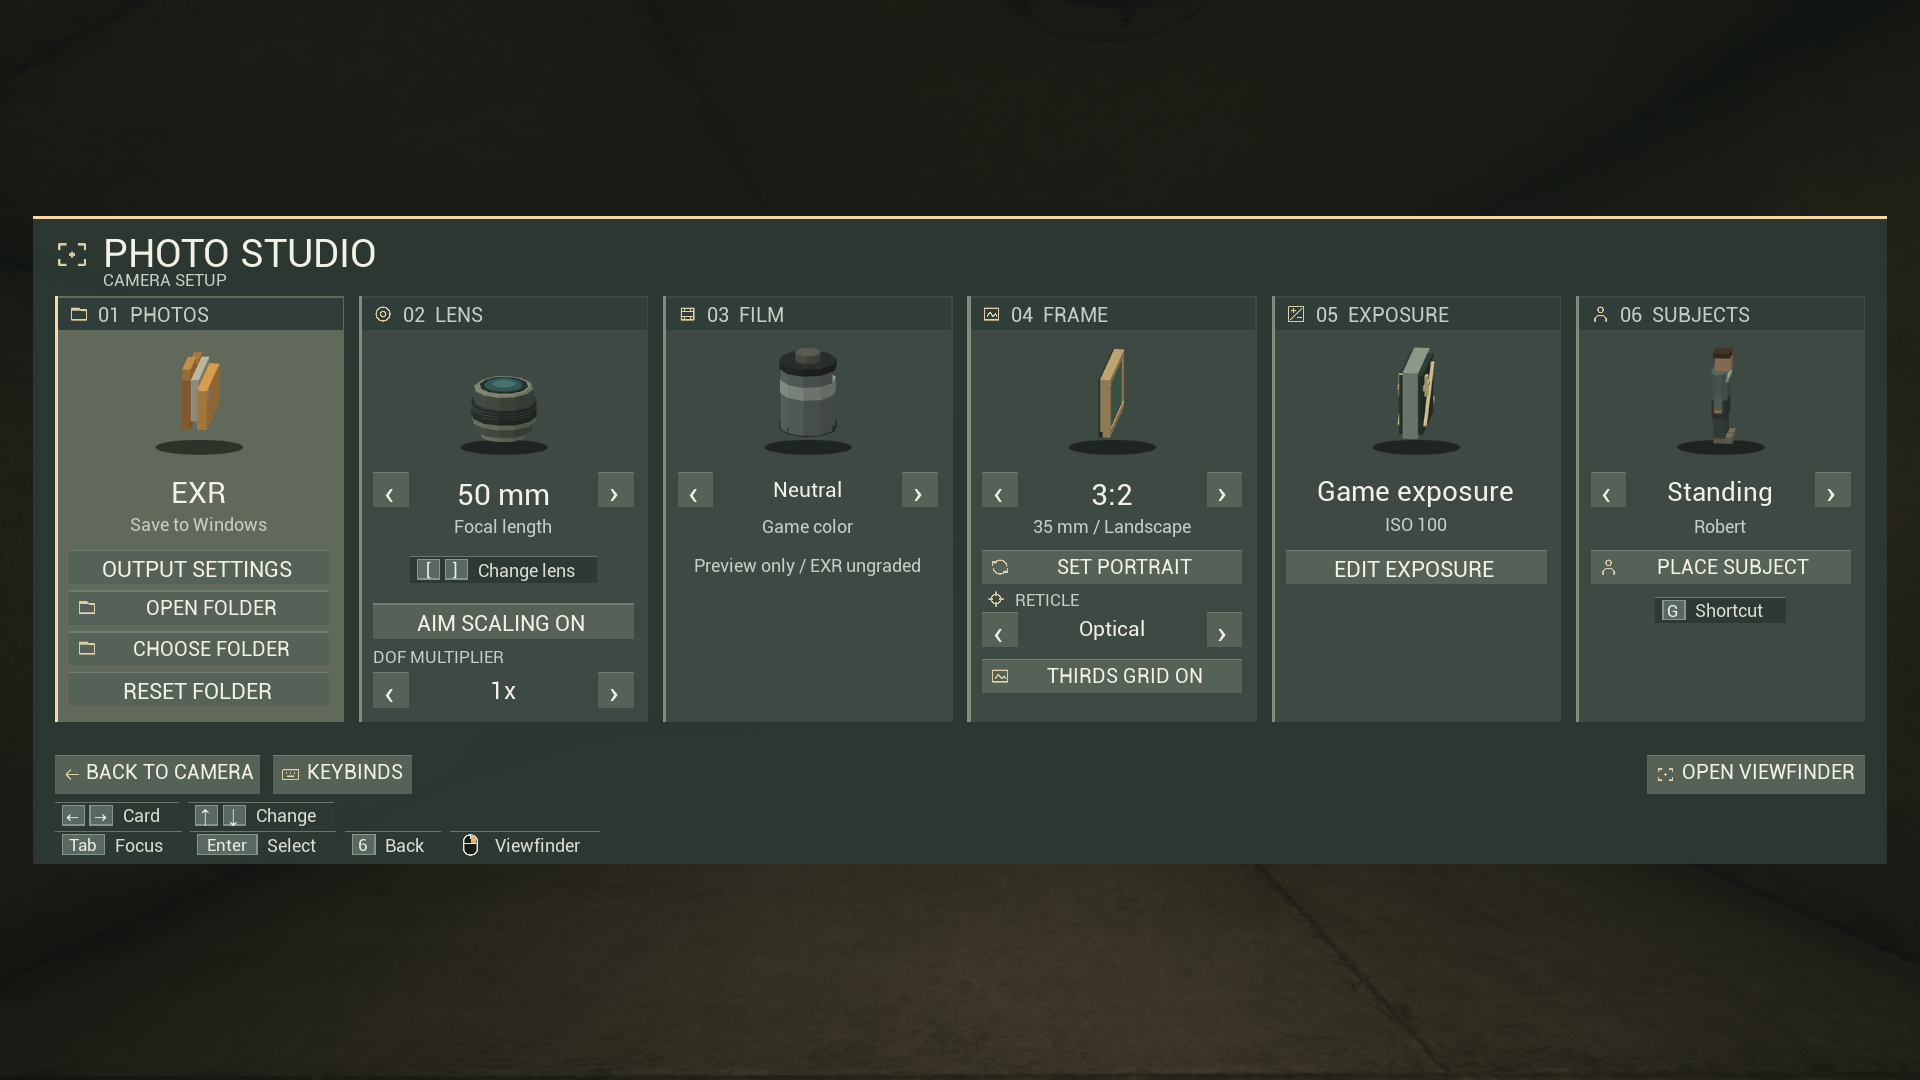 PHOTO STUDIO
CAMERA SETUP
01 PHOTOS
EXR
Save to Windows
OUTPUT SETTINGS
OPEN FOLDER
CHOOSE FOLDER
RESET FOLDER
02 LENS
‹ 50 mm ›
Focal length
[ ] Change lens
AIM SCALING ON
DOF MULTIPLIER
‹ 1x ›
03 FILM
‹ Neutral ›
Game color
Preview only / EXR ungraded
04 FRAME
‹ 3:2 ›
35 mm / Landscape
SET PORTRAIT
RETICLE
‹ Optical ›
THIRDS GRID ON
05 EXPOSURE
Game exposure
ISO 100
EDIT EXPOSURE
06 SUBJECTS
‹ Standing ›
Robert
PLACE SUBJECT
G Shortcut
← BACK TO CAMERA
KEYBINDS
OPEN VIEWFINDER
← → Card ↑ ↓ Change
Tab Focus Enter Select 6 Back Viewfinder